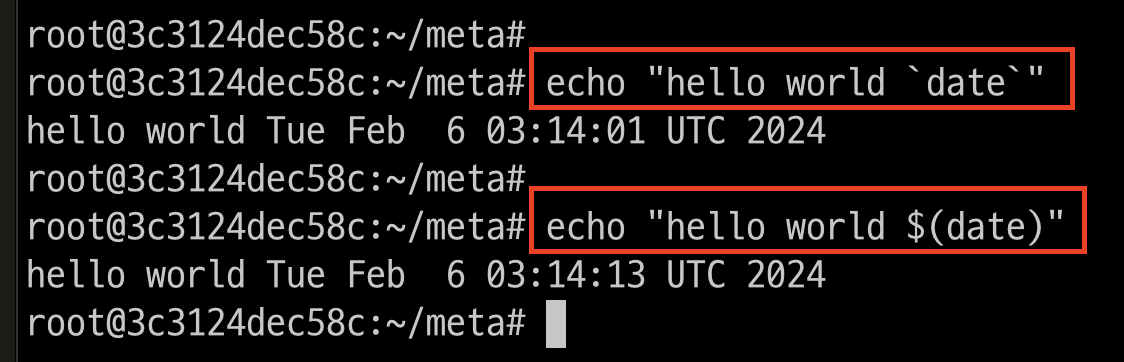 root@3c3124dec58c:~/meta#
root@3c3124dec58c:~/meta# echo "hello world `date`"
hello world Tue Feb  6 03:14:01 UTC 2024
root@3c3124dec58c:~/meta#
root@3c3124dec58c:~/meta# echo "hello world $(date)"
hello world Tue Feb  6 03:14:13 UTC 2024
root@3c3124dec58c:~/meta#